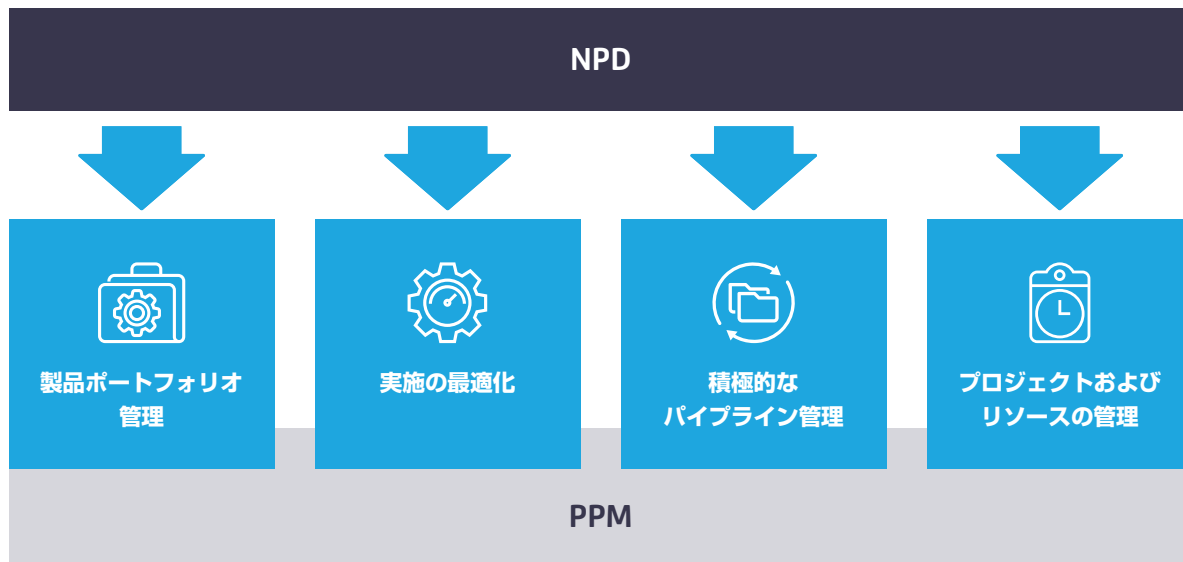 NPD
製品ポートフォリオ
管理
実施の最適化
積極的な
パイプライン管理
プロジェクトおよび
リソースの管理
PPM